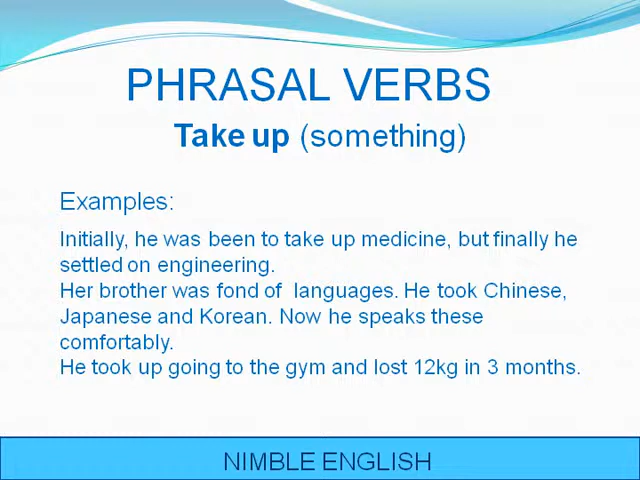 PHRASAL VERBS
Take up (something)
Examples:
Initially, he was been to take up medicine, but finally he
settled on engineering.
Her brother was fond of  languages. He took Chinese,
Japanese and Korean. Now he speaks these
comfortably.
He took up going to the gym and lost 12kg in 3 months.
NIMBLE ENGLISH